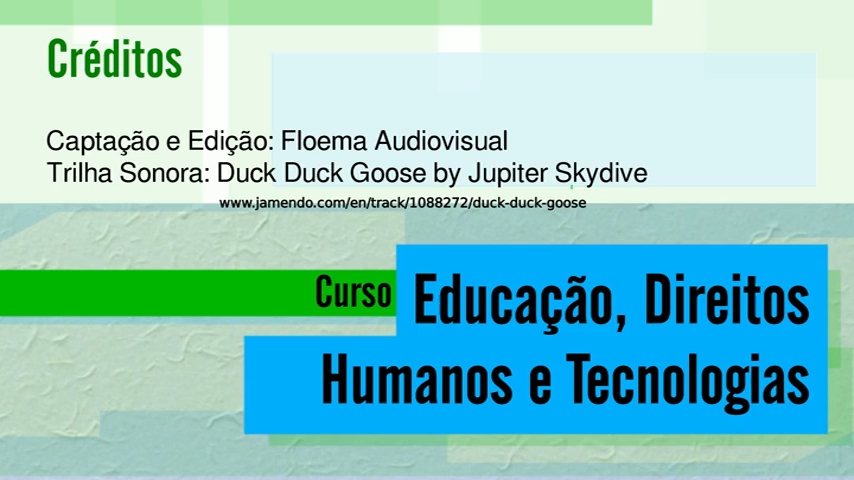 Créditos
Captação e Edição: Floema Audiovisual
Trilha Sonora: Duck Duck Goose by Jupiter Skydive
www.jamendo.com/en/track/1088272/duck-duck-goose
Curso Educação, Direitos
Humanos e Tecnologias